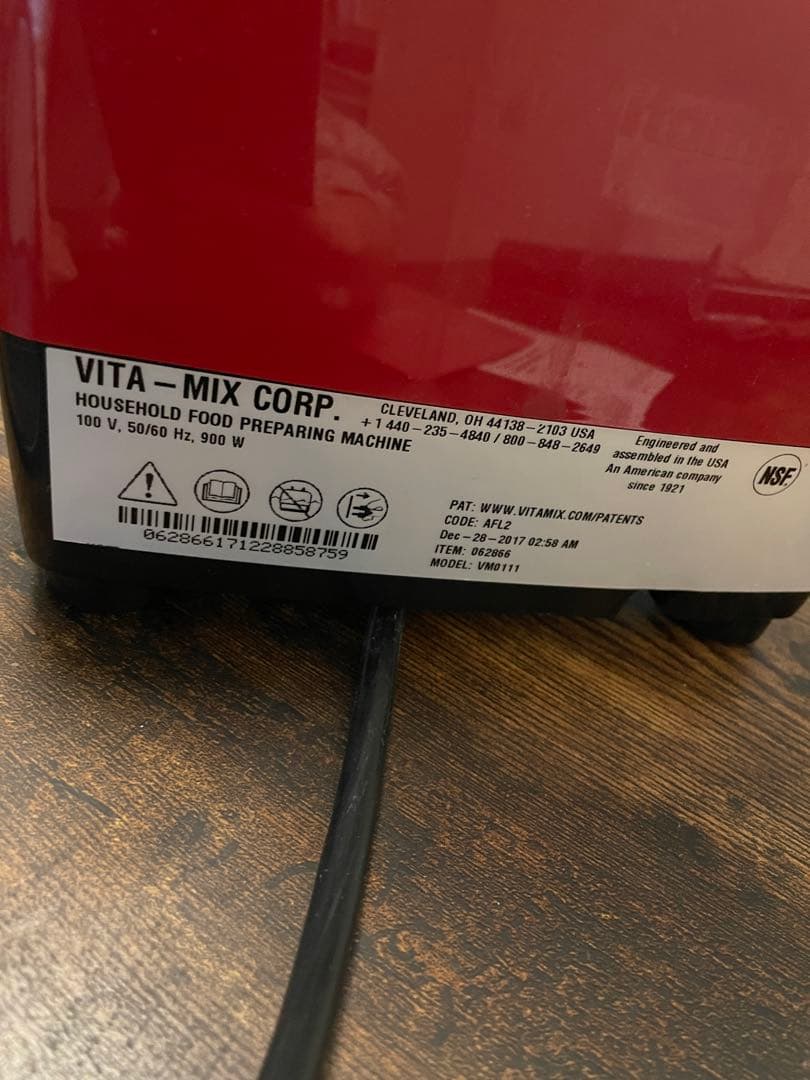 VITA-MIX CORP.
HOUSEHOLD FOOD PREPARING MACHINE
100 V, 50/60 Hz, 900 W
CLEVELAND, OH 44138-2103 USA
+1 440-235-4840 / 800-848-2649
Engineered and
assembled in the USA
An American company
since 1921
NSF
062866171228858759
PAT: WWW.VITAMIX.COM/PATENTS
CODE: AFL2
Dec-28-2017 02:58 AM
ITEM: 062866
MODEL: VM0111